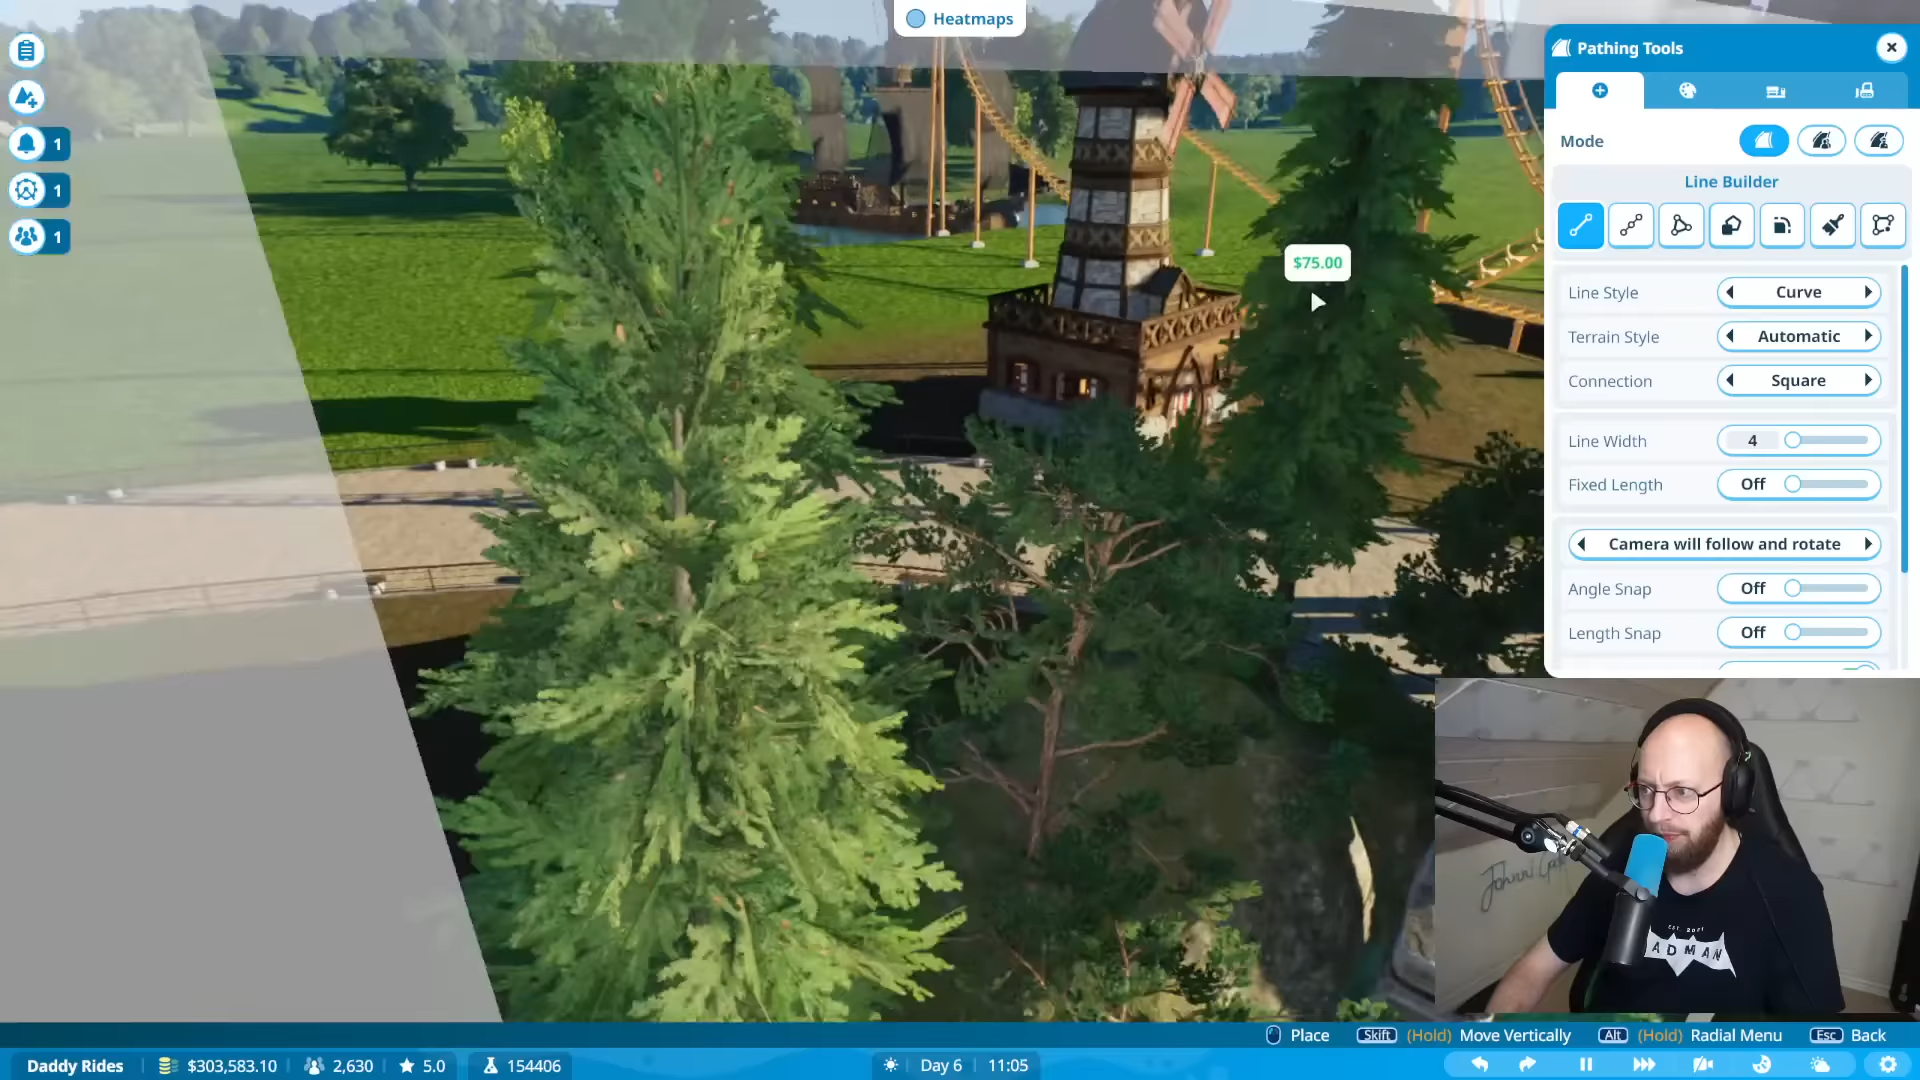 Heatmaps
1
1
1
$75.00
Pathing Tools
Mode
Line Builder
Line Style
Curve
Terrain Style
Automatic
Connection
Square
Line Width
4
Fixed Length
Off
Camera will follow and rotate
Angle Snap
Off
Length Snap
Off
EST. 2021
ADMAN
Place
Shift
(Hold)
Move Vertically
Alt
(Hold)
Radial Menu
Esc
Back
Daddy Rides
$303,583.10
2,630
5.0
154406
Day 6
11:05